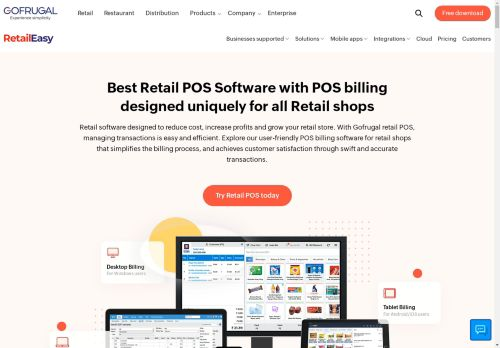 GOFRUGAL
Experience simplicity
Retail Restaurant Distribution Products Company Enterprise
Free download
RetailEasy
Businesses supported Solutions Mobile apps Integrations Cloud Pricing Customers
Best Retail POS Software with POS billing
designed uniquely for all Retail shops
Retail software designed to reduce cost, increase profits and grow your retail store. With Gofrugal retail POS,
managing transactions is easy and efficient. Explore our user-friendly POS billing software for retail shops
that simplifies the billing process, and achieves customer satisfaction through swift and accurate
transactions.
Try Retail POS today
Desktop Billing
for Windows users
Tablet Billing
for Android/iOS users